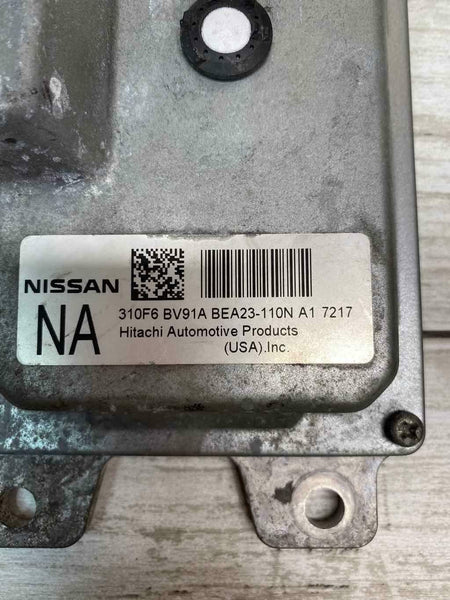 NISSAN
NA
310F6 BV91A BEA23-110N A1 7217
Hitachi Automotive Products
(USA).Inc.